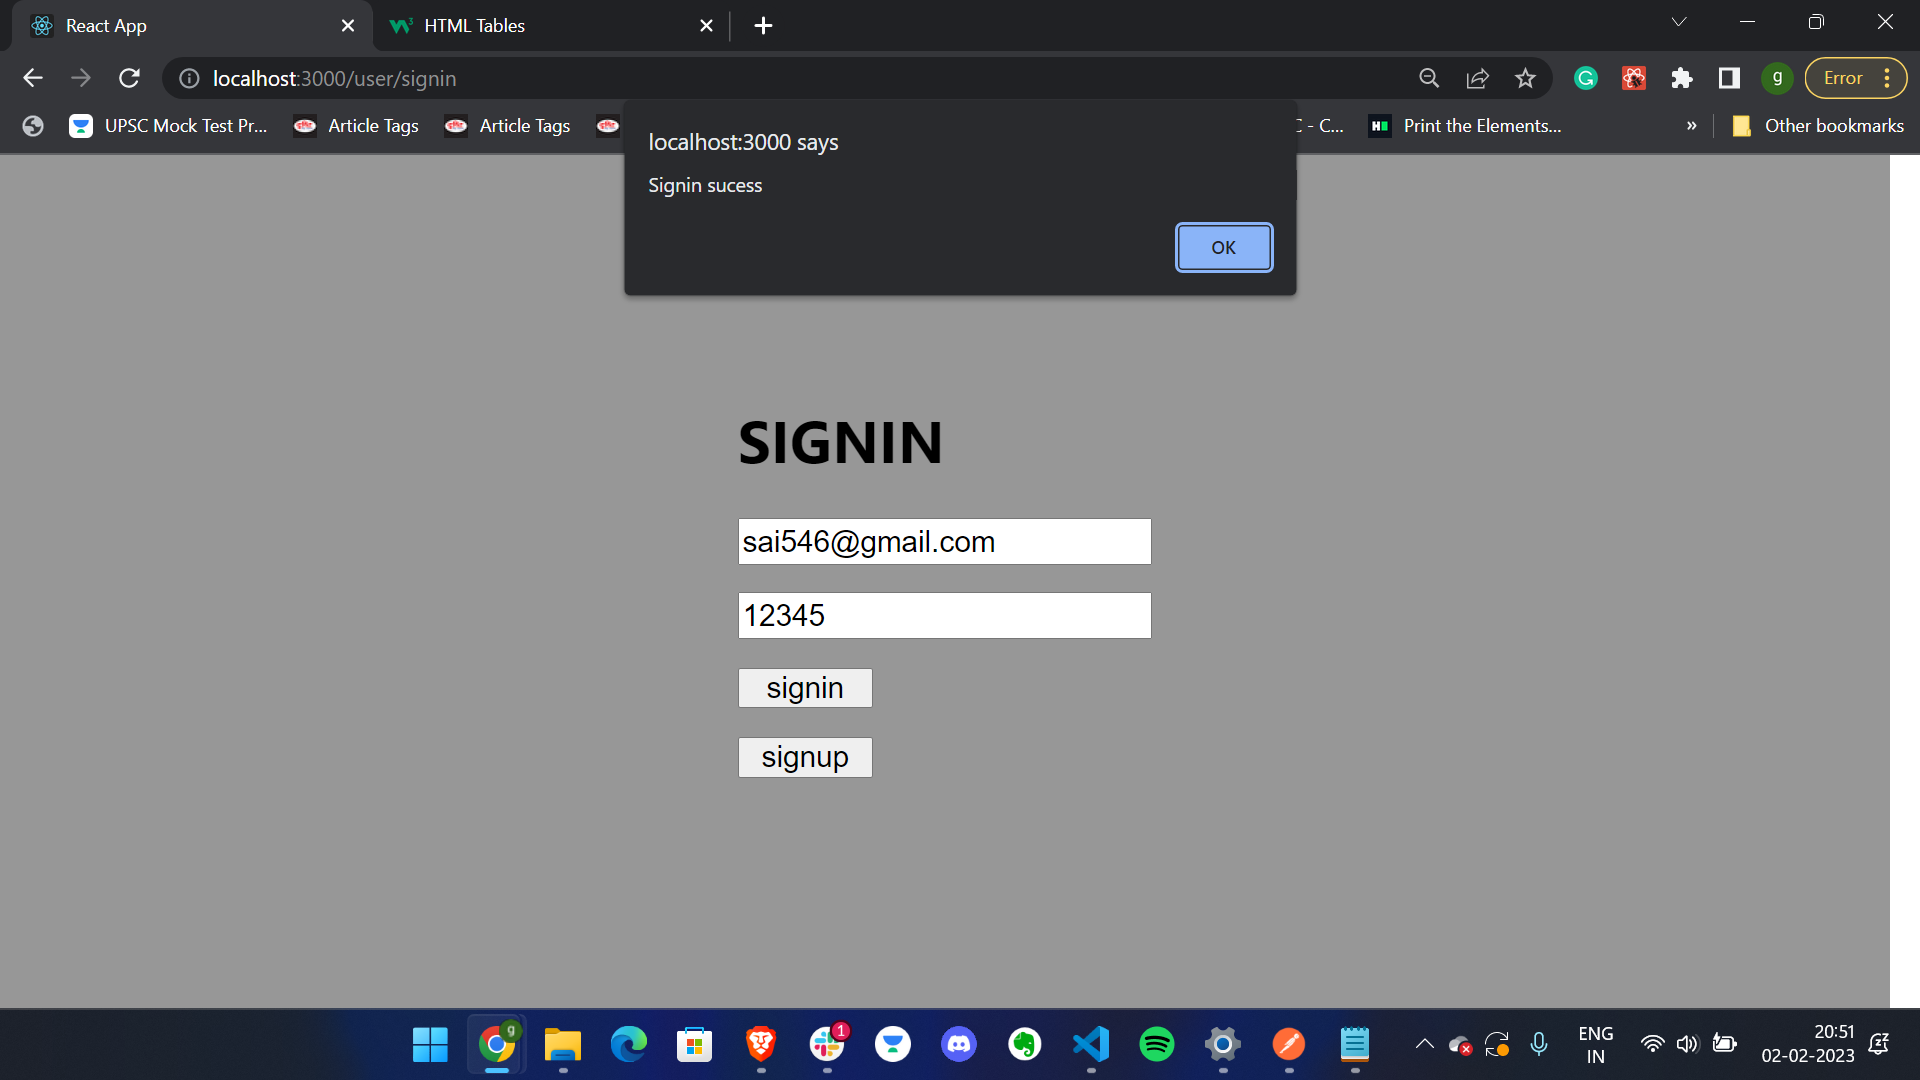 React App
HTML Tables
localhost:3000/user/signin
g
Error
UPSC Mock Test Pr...
Article Tags
Article Tags
C - C...
Print the Elements...
»
Other bookmarks
localhost:3000 says
Signin sucess
OK
SIGNIN
sai546@gmail.com
12345
signin
signup
g
1
ENG
IN
20:51
02-02-2023